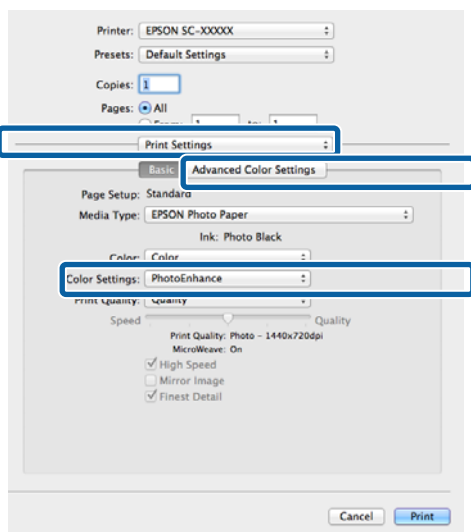 Printer: EPSON SC-XXXXX
Presets: Default Settings
Copies: 1
Pages: All
Print Settings
Basic Advanced Color Settings
Page Setup: Standard
Media Type: EPSON Photo Paper
Ink: Photo Black
Color: Color
Color Settings: PhotoEnhance
Print Quality: Quality
Speed Quality
Print Quality: Photo - 1440x720dpi
MicroWeave: On
High Speed
Mirror Image
Finest Detail
Cancel Print